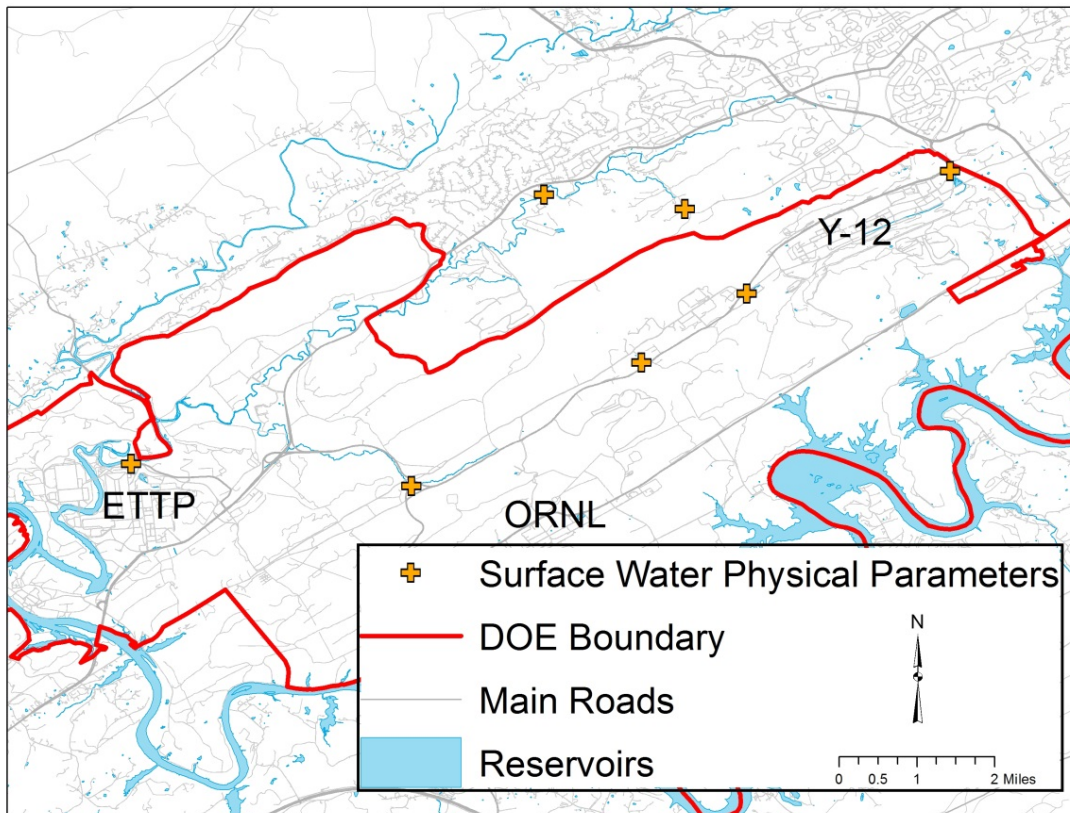 Y-12
ETTP
ORNL
Surface Water Physical Parameters
DOE Boundary
Main Roads
Reservoirs
N
0 0.5 1 2 Miles